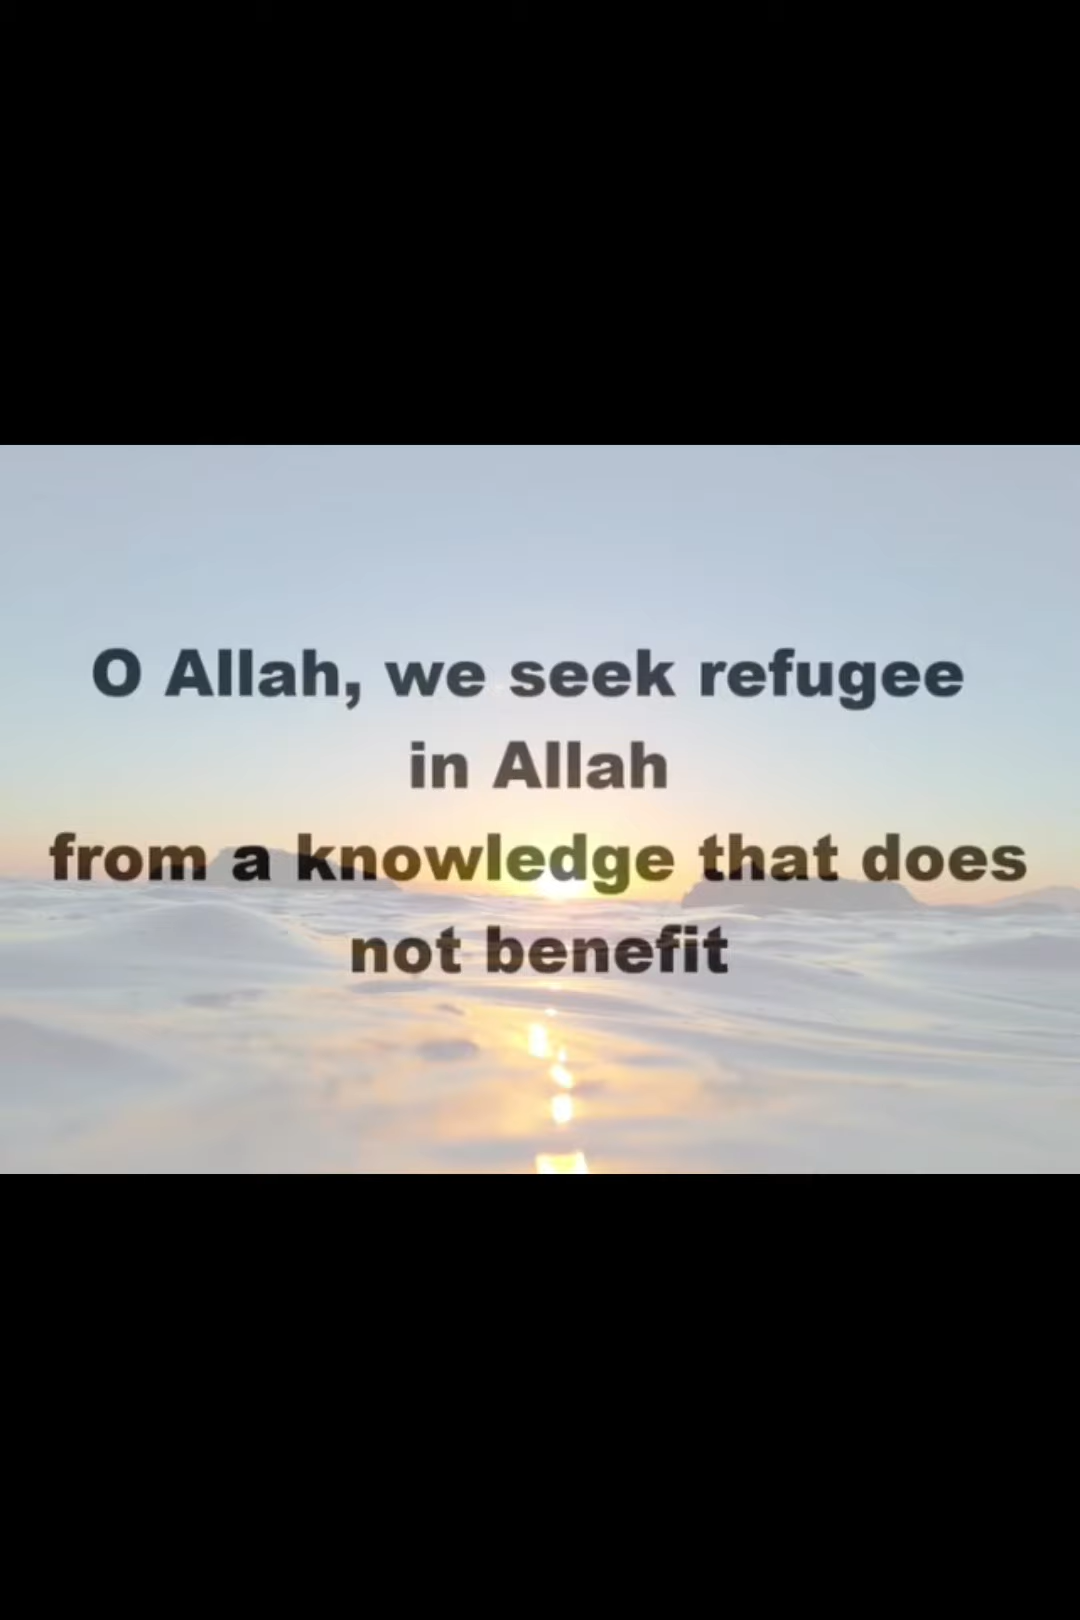 O Allah, we seek refugee
in Allah
from a knowledge that does
not benefit